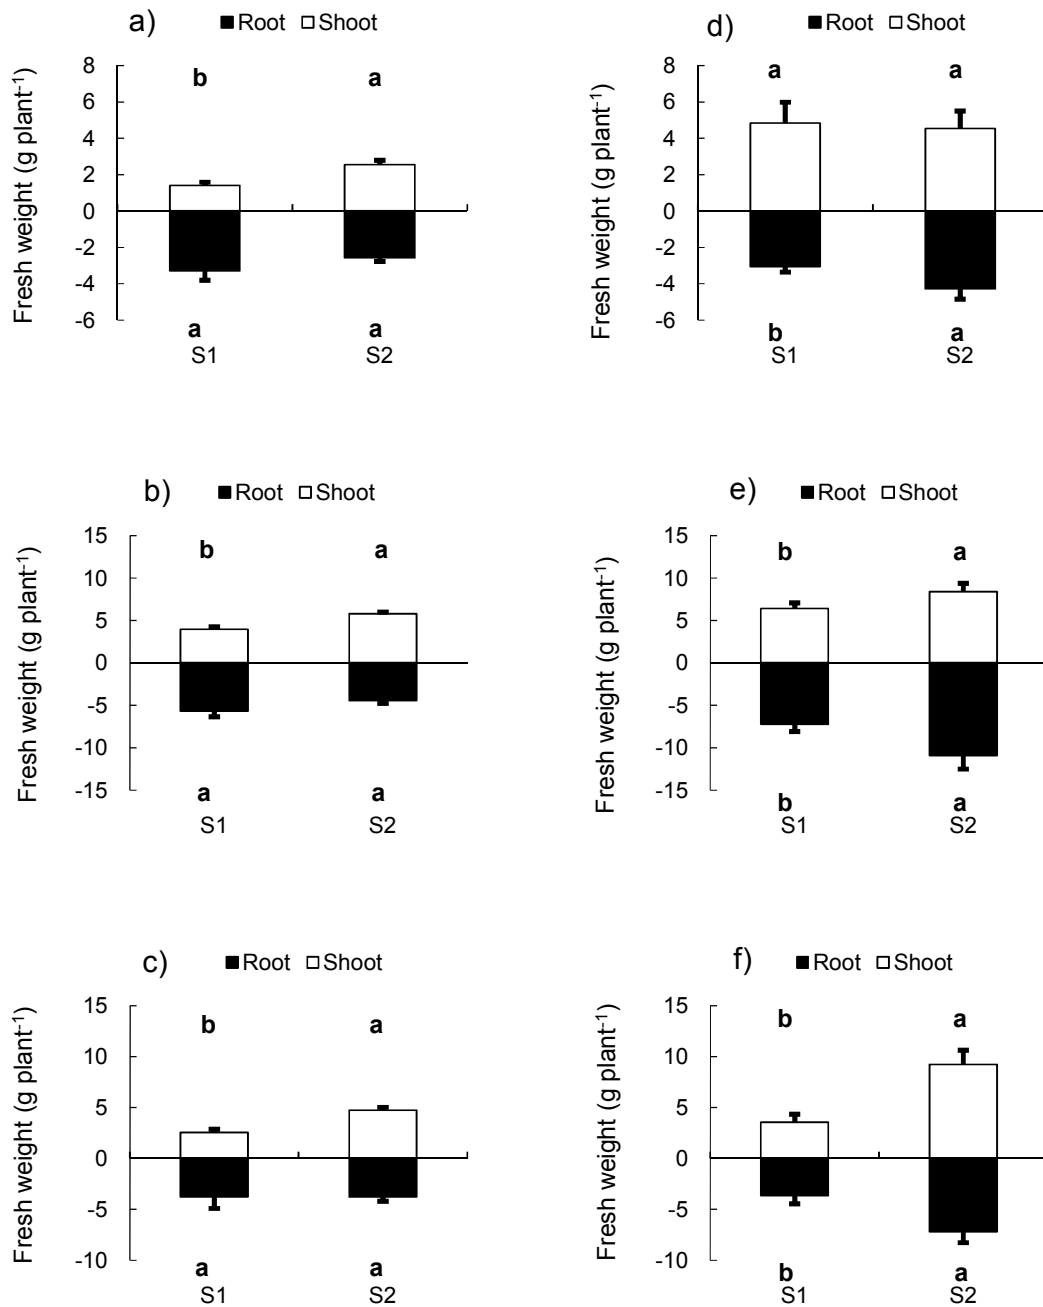 a)
■Root □Shoot
Fresh weight (g plant⁻¹)
8
6
4
2
0
-2
-4
-6
b a
a a
S1 S2
d)
■Root □Shoot
Fresh weight (g plant⁻¹)
8
6
4
2
0
-2
-4
-6
a a
b a
S1 S2
b)
■Root □Shoot
Fresh weight (g plant⁻¹)
15
10
5
0
-5
-10
-15
b a
a a
S1 S2
e)
■Root □Shoot
Fresh weight (g plant⁻¹)
15
10
5
0
-5
-10
-15
b a
b a
S1 S2
c)
■Root □Shoot
Fresh weight (g plant⁻¹)
15
10
5
0
-5
-10
b a
a a
S1 S2
f)
■Root □Shoot
Fresh weight (g plant⁻¹)
15
10
5
0
-5
-10
b a
b a
S1 S2